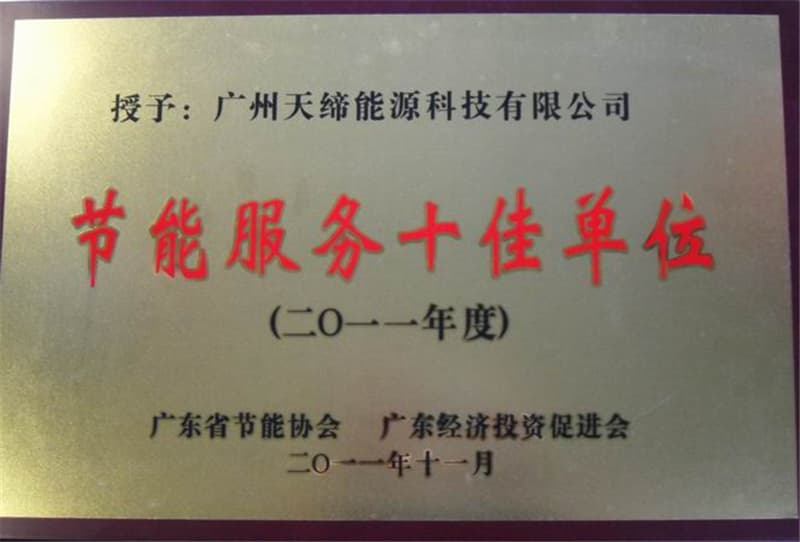 授予：广州天缔能源科技有限公司
节能服务十佳单位
(二〇一一年度)
广东省节能协会 广东经济投资促进会
二〇一一年十一月